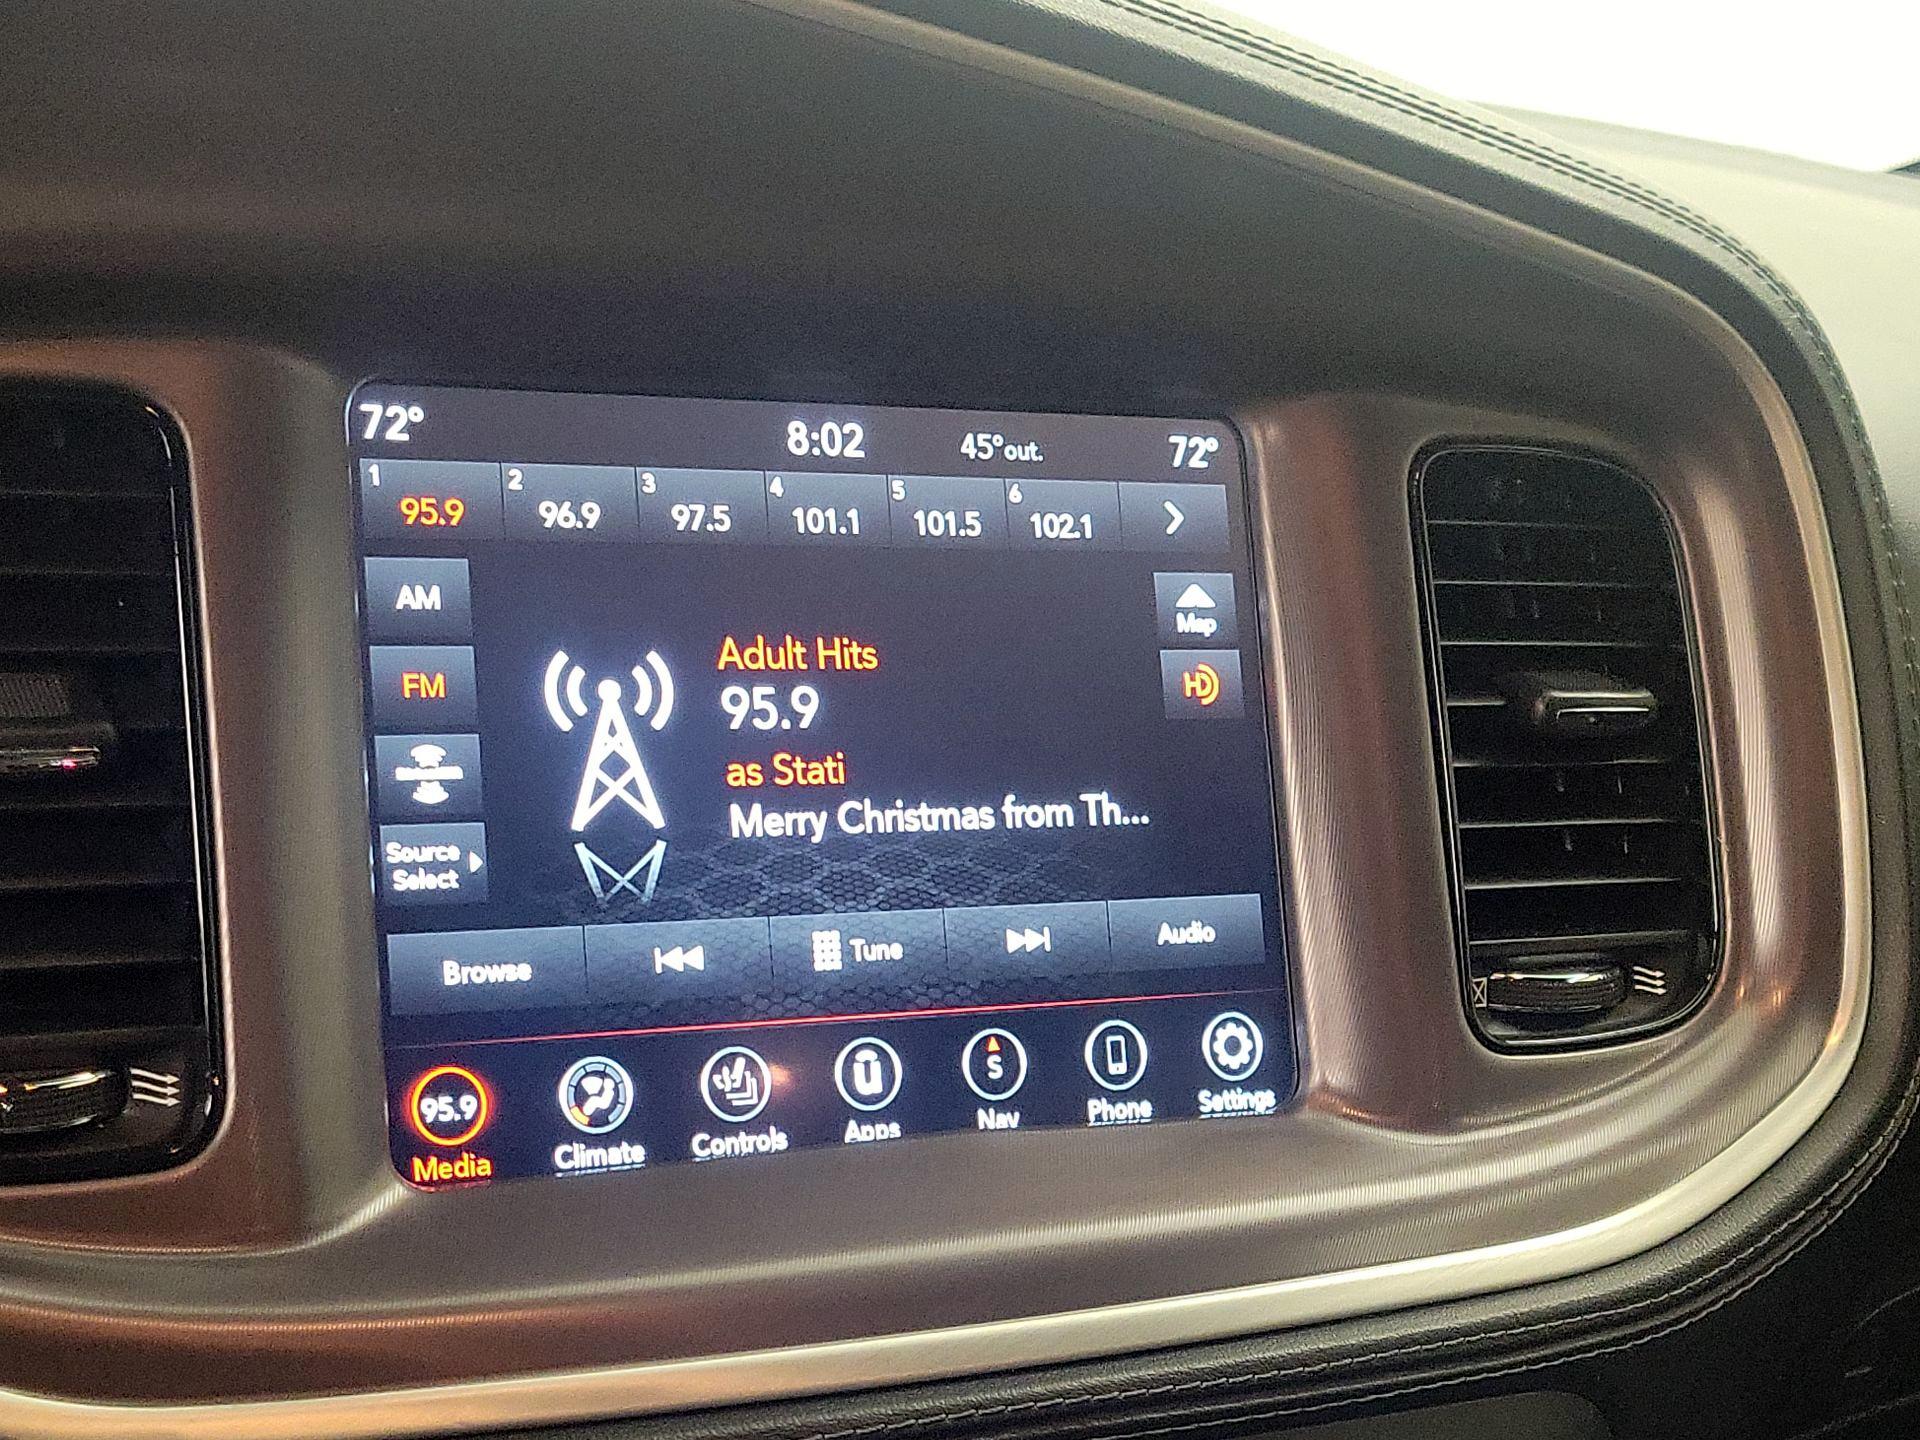 72° 8:02 45°out. 72°
1 2 3 4 5 6
95.9 96.9 97.5 101.1 101.5 102.1
AM
Map
Adult Hits
FM
95.9
HD
as Stati
Merry Christmas from Th...
Source
Select
Browse Tune Audio
95.9 ü S
Media Climate Controls Apps Nav Phone Settings